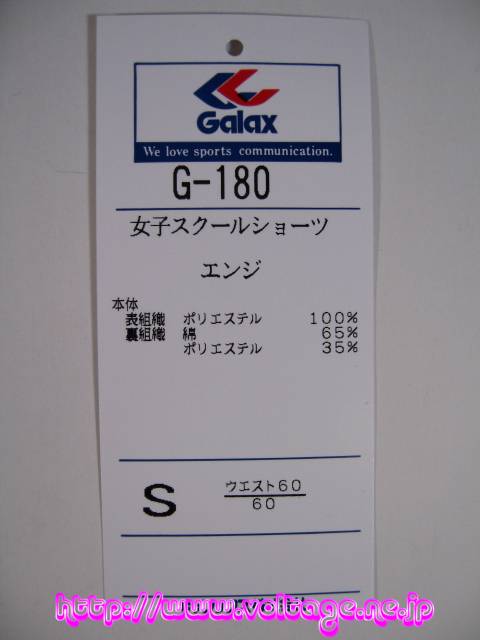 Galax
We love sports communication.
G-180
女子スクールショーツ
エンジ
本体
表組織 ポリエステル 100%
裏組織 綿 65%
ポリエステル 35%
S ウエスト60
60
http://www.voltage.ne.jp